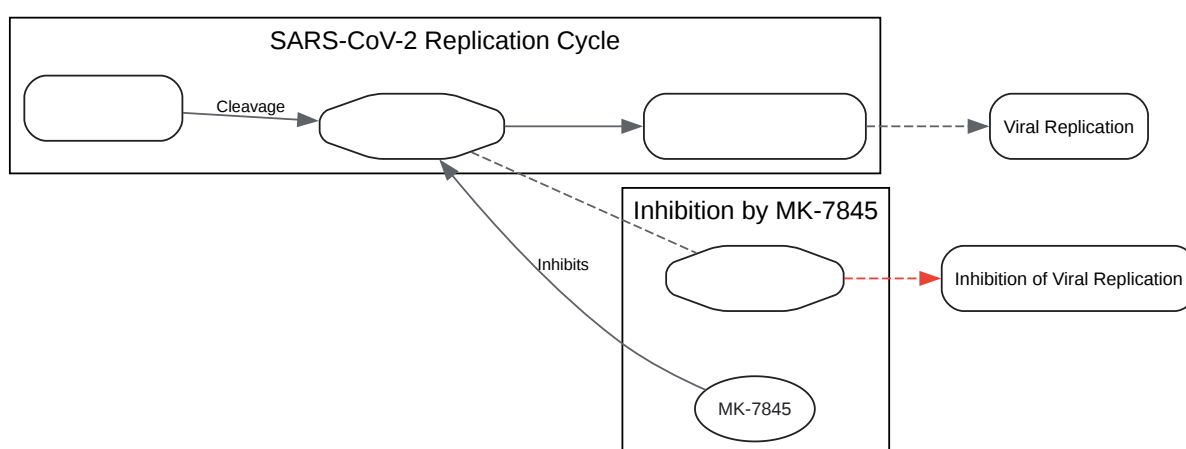 SARS-CoV-2 Replication Cycle
Cleavage
Viral Replication
Inhibition by MK-7845
Inhibits
Inhibition of Viral Replication
MK-7845